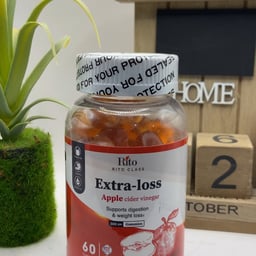 SEALED FOR YOUR PROTECTION
Rito
RITO CLASS
Extra-loss
Apple cider vinegar
Supports digestion
& weight loss.
60
HOME
6 2
TOBER